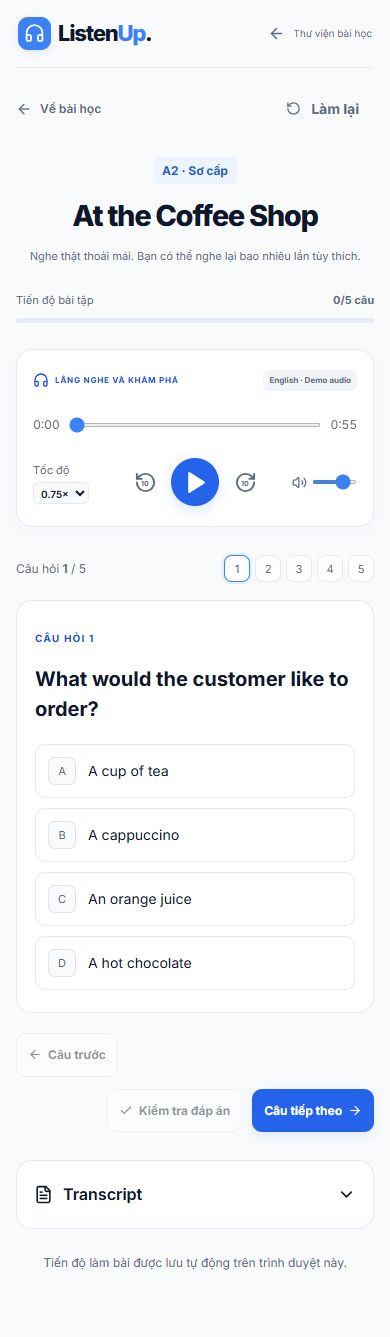 ListenUp.
Thư viện bài học
Về bài học
Làm lại
A2 · Sơ cấp
At the Coffee Shop
Nghe thật thoải mái. Bạn có thể nghe lại bao nhiêu lần tùy thích.
Tiến độ bài tập
0/5 câu
LẮNG NGHE VÀ KHÁM PHÁ
English · Demo audio
0:00
0:55
Tốc độ
0.75×
10
10
Câu hỏi 1 / 5
1
2
3
4
5
CÂU HỎI 1
What would the customer like to
order?
A
A cup of tea
B
A cappuccino
C
An orange juice
D
A hot chocolate
Câu trước
Kiểm tra đáp án
Câu tiếp theo
Transcript
Tiến độ làm bài được lưu tự động trên trình duyệt này.